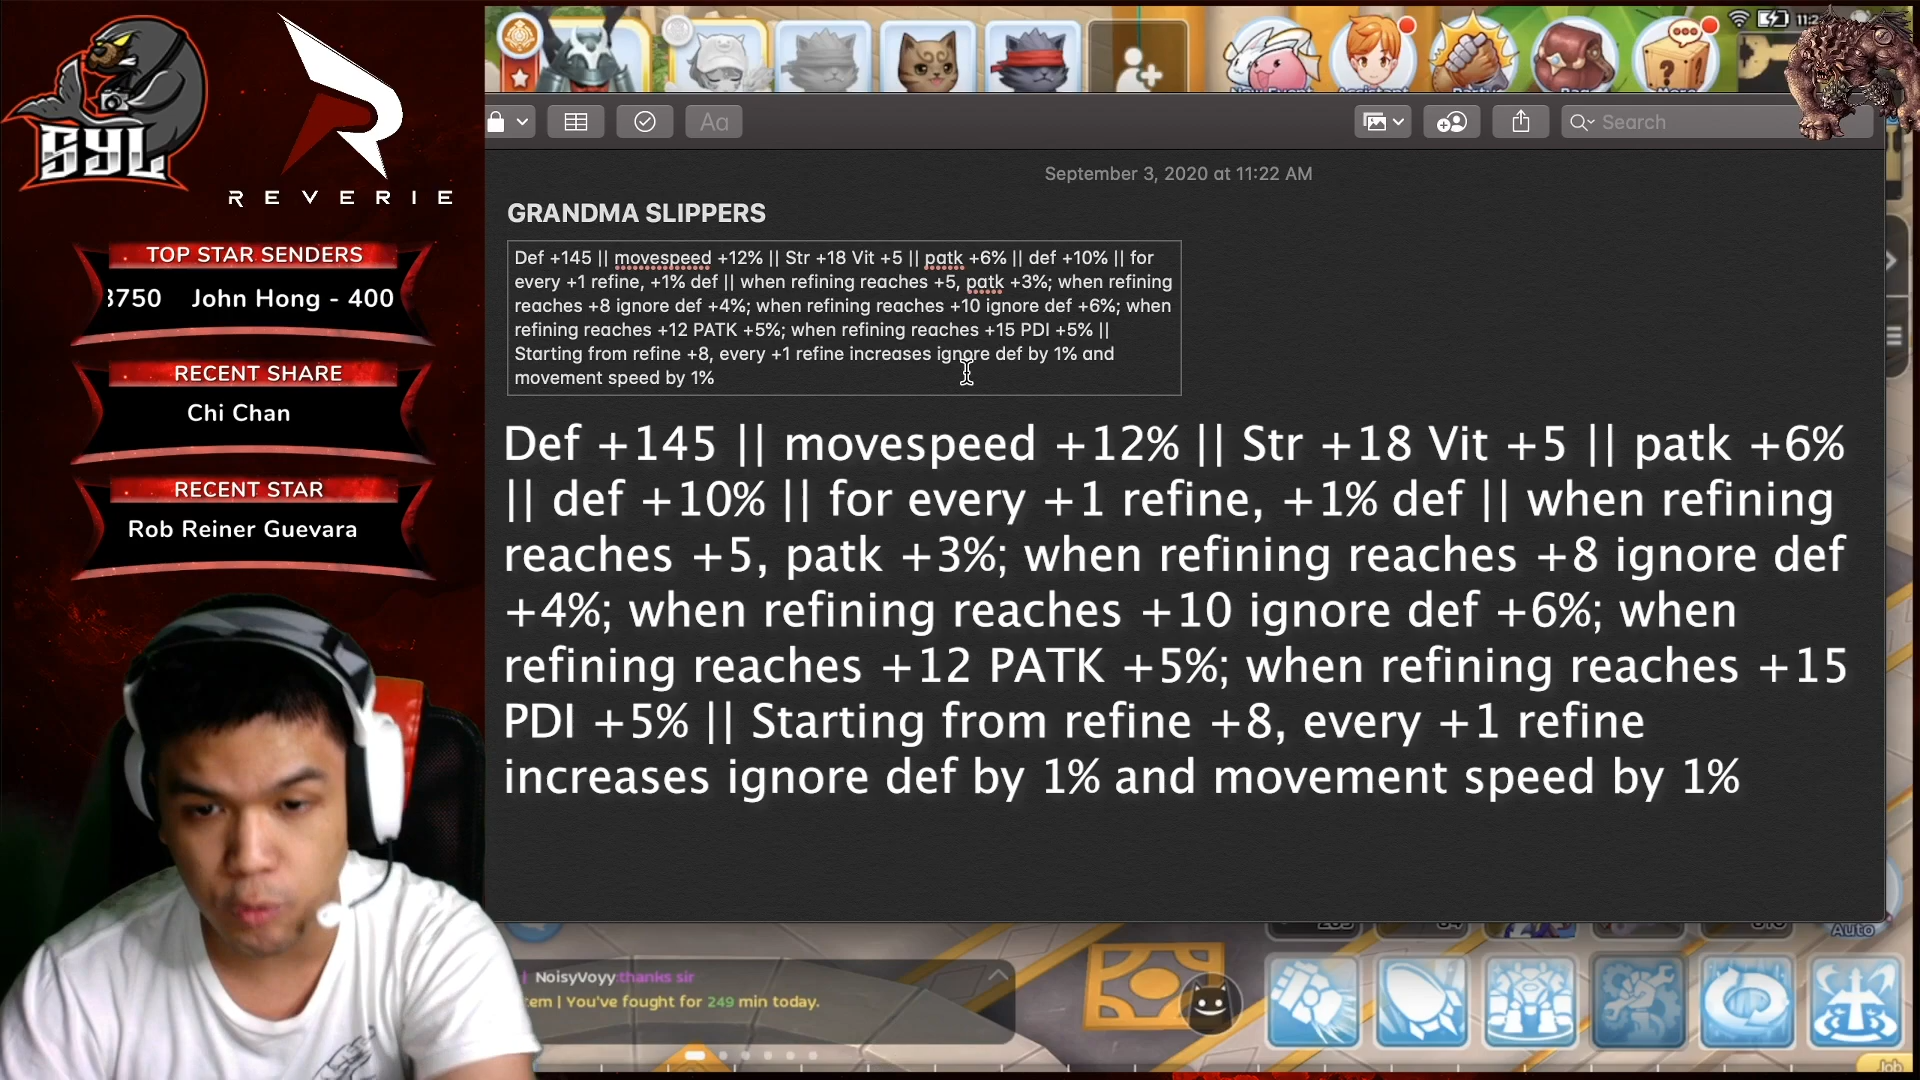 SYL
REVERIE
TOP STAR SENDERS
3750 John Hong - 400
RECENT SHARE
Chi Chan
RECENT STAR
Rob Reiner Guevara
Aa
Search
September 3, 2020 at 11:22 AM
GRANDMA SLIPPERS
Def +145 || movespeed +12% || Str +18 Vit +5 || patk +6% || def +10% || for
every +1 refine, +1% def || when refining reaches +5, patk +3%; when refining
reaches +8 ignore def +4%; when refining reaches +10 ignore def +6%; when
refining reaches +12 PATK +5%; when refining reaches +15 PDI +5% ||
Starting from refine +8, every +1 refine increases ignore def by 1% and
movement speed by 1%
Def +145 || movespeed +12% || Str +18 Vit +5 || patk +6%
|| def +10% || for every +1 refine, +1% def || when refining
reaches +5, patk +3%; when refining reaches +8 ignore def
+4%; when refining reaches +10 ignore def +6%; when
refining reaches +12 PATK +5%; when refining reaches +15
PDI +5% || Starting from refine +8, every +1 refine
increases ignore def by 1% and movement speed by 1%
Auto
NoisyVoyy:thanks sir
tem | You've fought for 249 min today.
Job